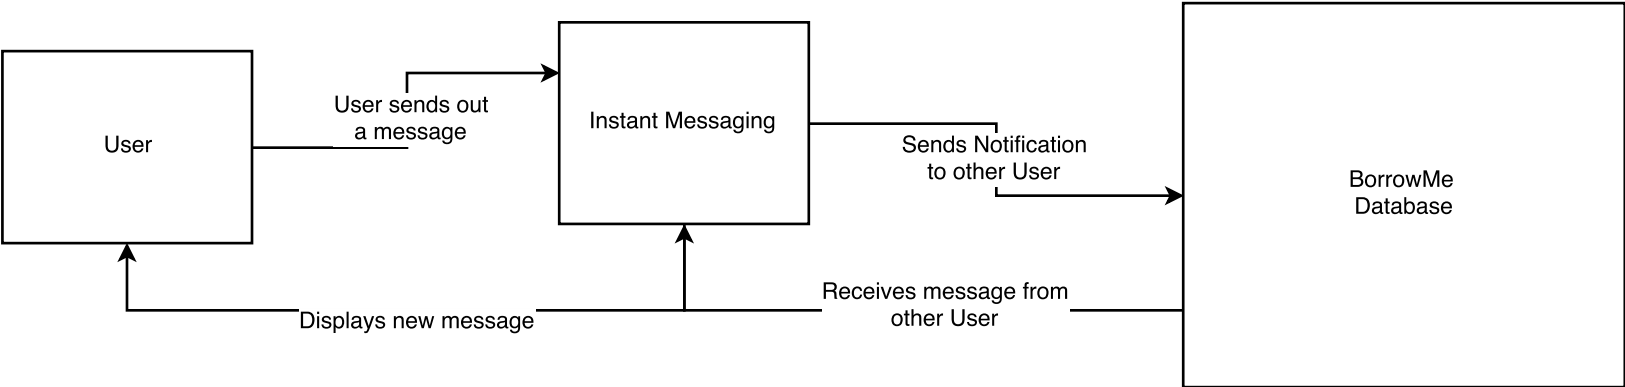 User
User sends out
a message
Instant Messaging
Sends Notification
to other User
BorrowMe
Database
Receives message from
other User
Displays new message